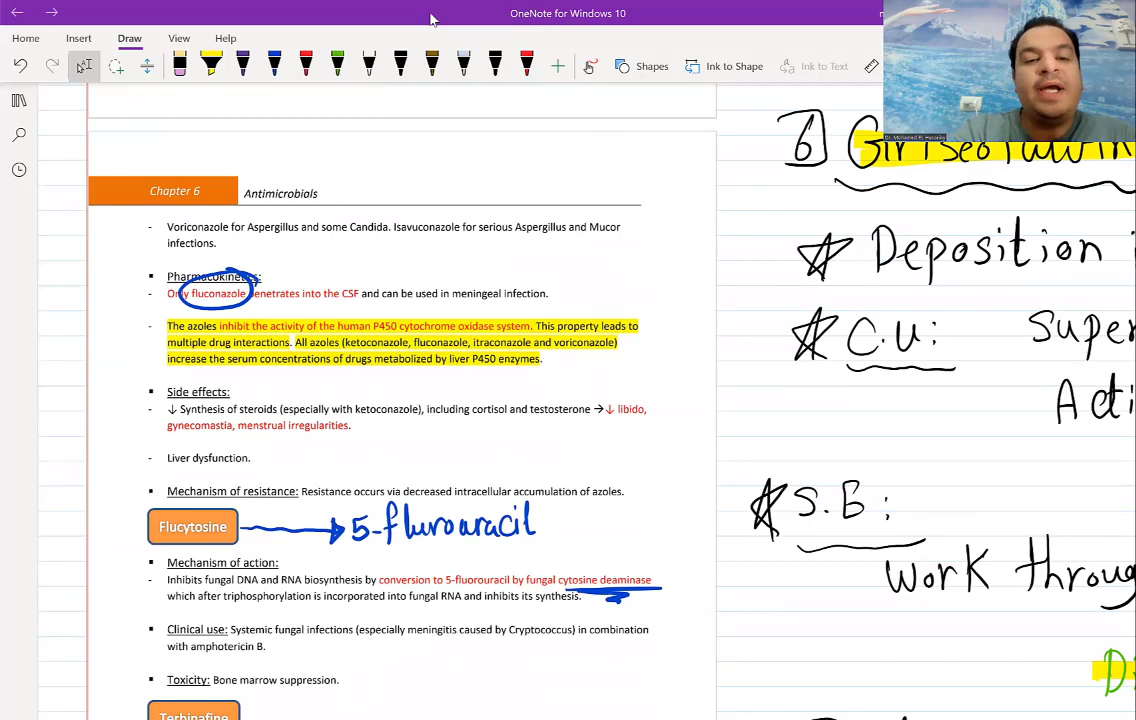 OneNote for Windows 10
Home Insert Draw View Help
Shapes Ink to Shape Ink to Text
Dr. Mohamed EL Husseiny
Chapter 6 Antimicrobials
- Voriconazole for Aspergillus and some Candida. Isavuconazole for serious Aspergillus and Mucor
infections.
▪ Pharmacokinetics:
- Only fluconazole penetrates into the CSF and can be used in meningeal infection.
- The azoles inhibit the activity of the human P450 cytochrome oxidase system. This property leads to
multiple drug interactions. All azoles (ketoconazole, fluconazole, itraconazole and voriconazole)
increase the serum concentrations of drugs metabolized by liver P450 enzymes.
▪ Side effects:
- ↓ Synthesis of steroids (especially with ketoconazole), including cortisol and testosterone → ↓ libido,
gynecomastia, menstrual irregularities.
- Liver dysfunction.
▪ Mechanism of resistance: Resistance occurs via decreased intracellular accumulation of azoles.
Flucytosine → 5-flurouracil
▪ Mechanism of action:
- Inhibits fungal DNA and RNA biosynthesis by conversion to 5-fluorouracil by fungal cytosine deaminase
which after triphosphorylation is incorporated into fungal RNA and inhibits its synthesis.
▪ Clinical use: Systemic fungal infections (especially meningitis caused by Cryptococcus) in combination
with amphotericin B.
▪ Toxicity: Bone marrow suppression.
Terbinafine
6
Deposition i
C.U: Super
Acti
S.E:
Work throug